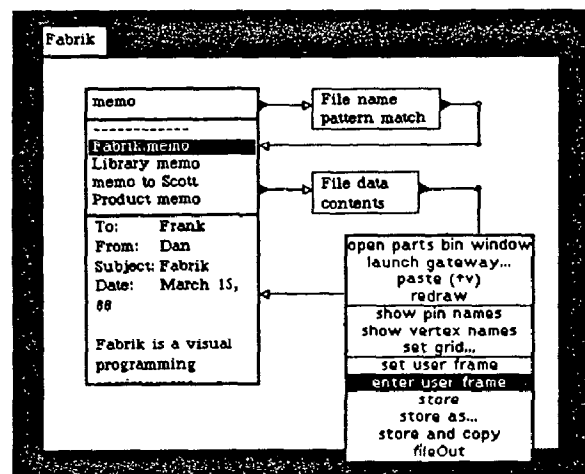 Fabrik
memo
-------------
Fabrik memo
Library memo
memo to Scott
Product memo
To: Frank
From: Dan
Subject: Fabrik
Date: March 15,
88
Fabrik is a visual
programming
File name
pattern match
File data
contents
open parts bin window
launch gateway...
paste (↑v)
redraw
show pin names
show vertex names
set grid...
set user frame
enter user frame
store
store as...
store and copy
fileOut